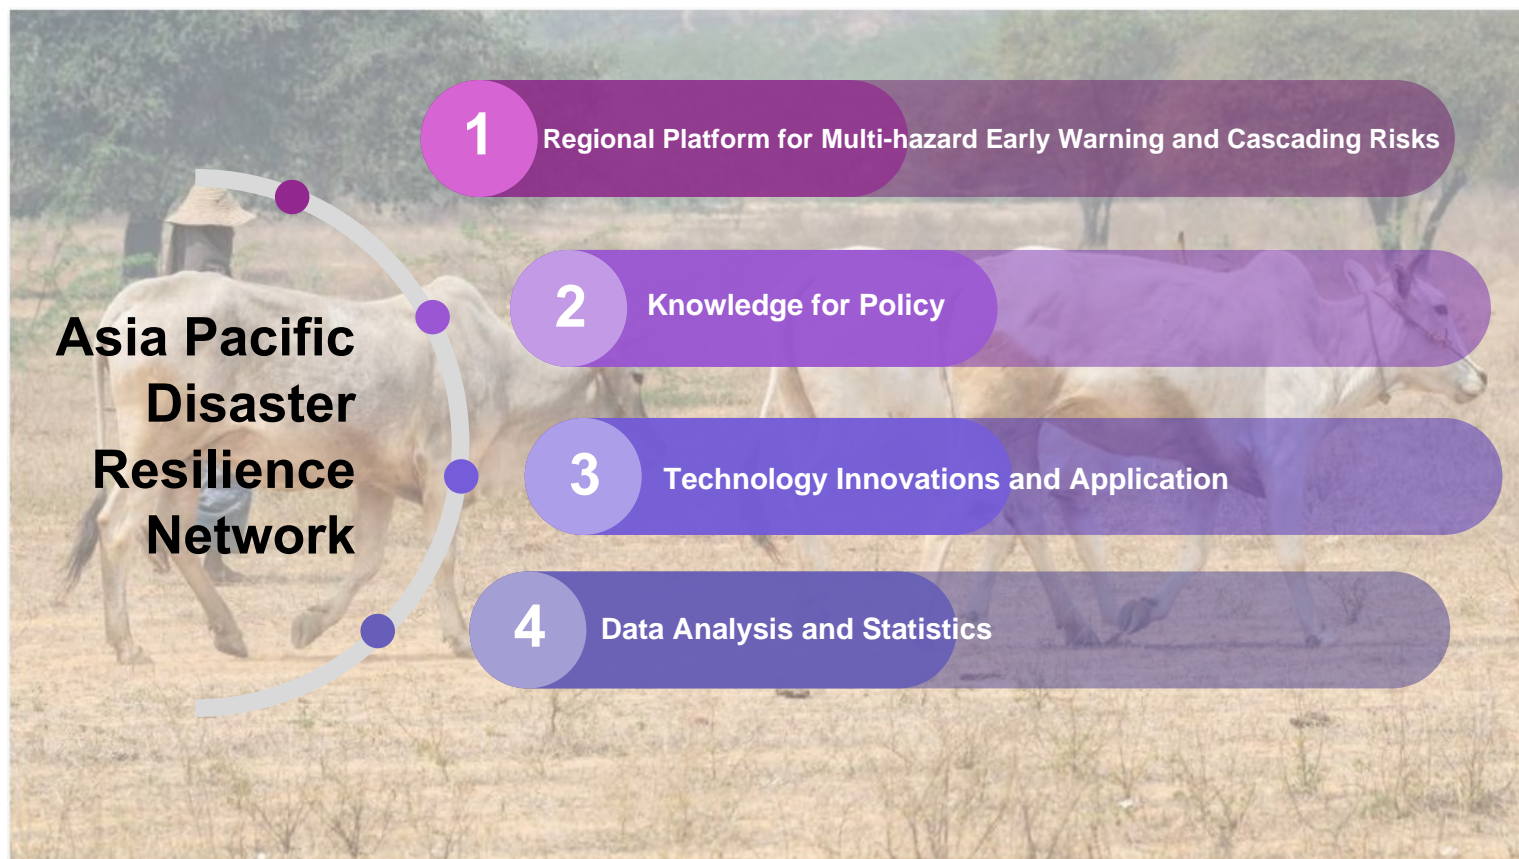 Asia Pacific
Disaster
Resilience
Network
1
Regional Platform for Multi-hazard Early Warning and Cascading Risks
2
Knowledge for Policy
3
Technology Innovations and Application
4
Data Analysis and Statistics